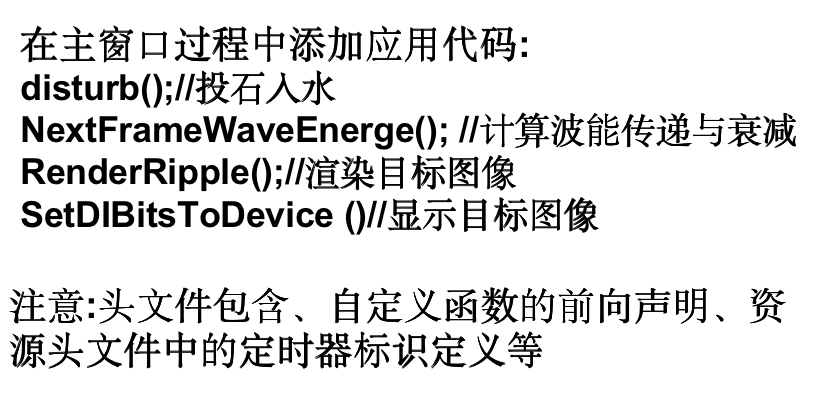 在主窗口过程中添加应用代码:
disturb();//投石入水
NextFrameWaveEnerge(); //计算波能传递与衰减
RenderRipple();//渲染目标图像
SetDIBitsToDevice ()//显示目标图像
注意:头文件包含、自定义函数的前向声明、资
源头文件中的定时器标识定义等